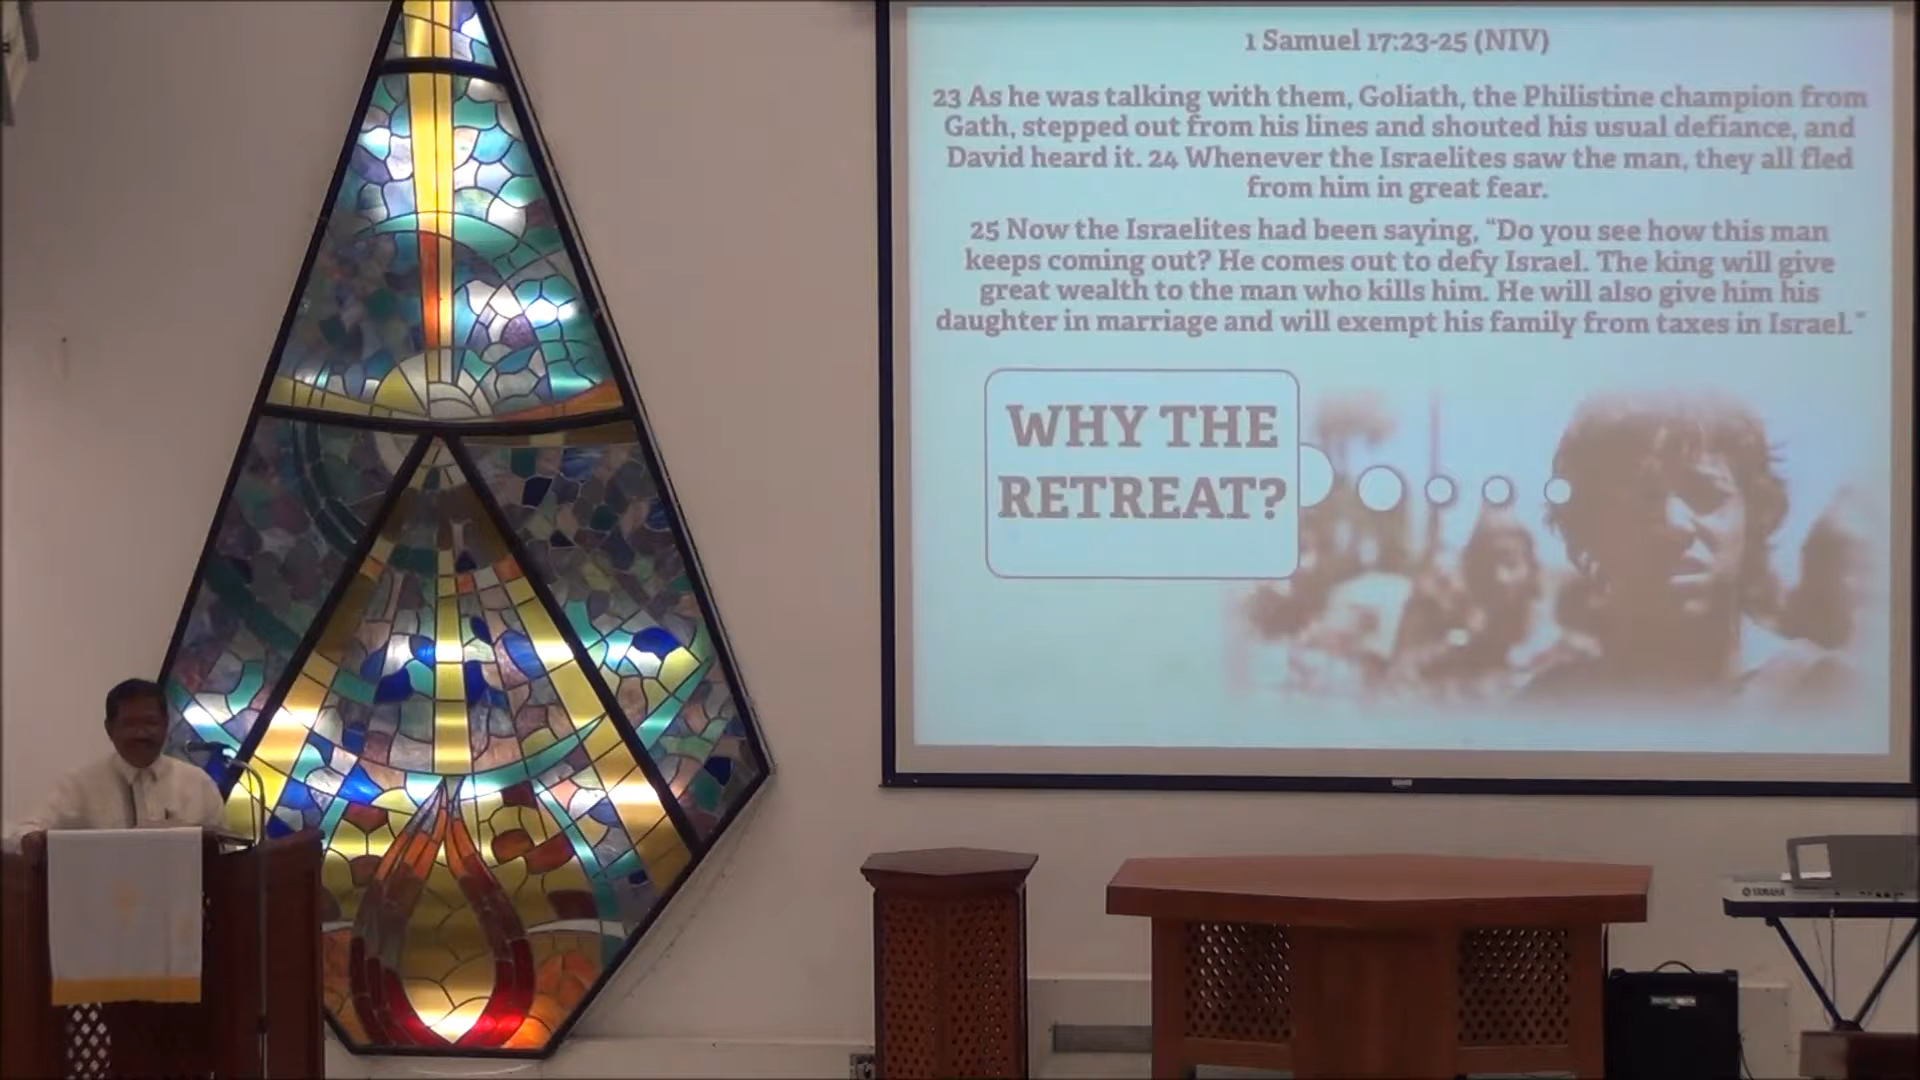 1 Samuel 17:23-25 (NIV)
23 As he was talking with them, Goliath, the Philistine champion from
Gath, stepped out from his lines and shouted his usual defiance, and
David heard it. 24 Whenever the Israelites saw the man, they all fled
from him in great fear.
25 Now the Israelites had been saying, “Do you see how this man
keeps coming out? He comes out to defy Israel. The king will give
great wealth to the man who kills him. He will also give him his
daughter in marriage and will exempt his family from taxes in Israel.”
WHY THE
RETREAT?
YAMAHA